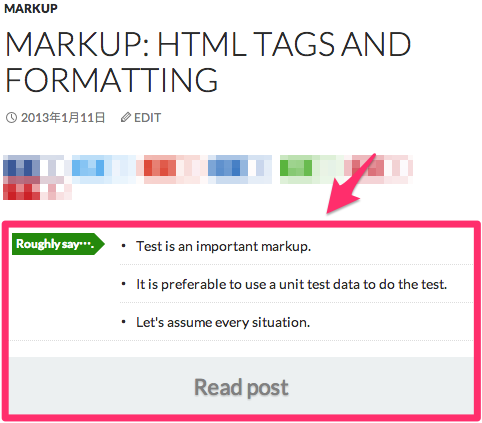 MARKUP
MARKUP: HTML TAGS AND
FORMATTING
2013年1月11日 EDIT
Roughly say….
• Test is an important markup.
• It is preferable to use a unit test data to do the test.
• Let's assume every situation.
Read post